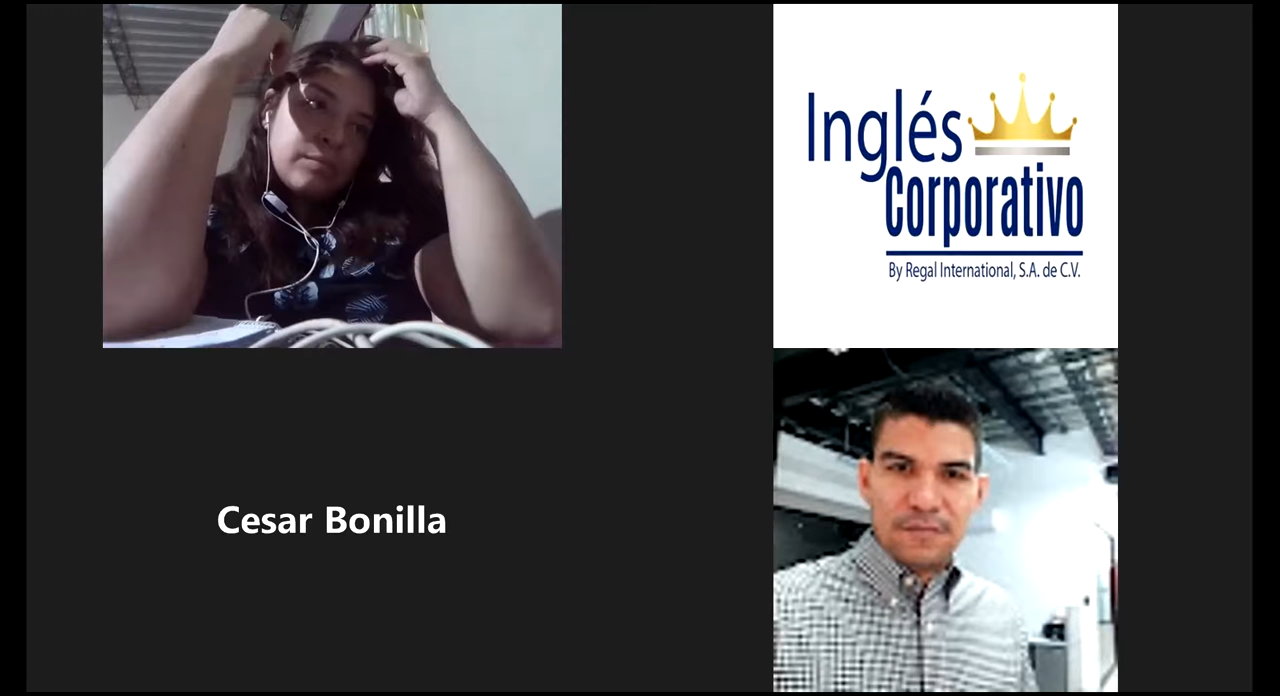 Inglés
Corporativo
By Regal International, S.A. de C.V.
Cesar Bonilla